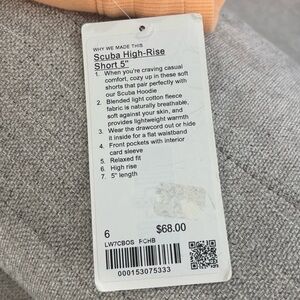 WHY WE MADE THIS
Scuba High-Rise
Short 5"
1. When you're craving casual
comfort, cozy up in these soft
shorts that pair perfectly with
our Scuba Hoodie
2. Blended light cotton fleece
fabric is naturally breathable,
soft against your skin, and
provides lightweight warmth
3. Wear the drawcord out or hide
it inside for a flat waistband
4. Front pockets with interior
card sleeve
5. Relaxed fit
6. High rise
7. 5" length
6 $68.00
LW7CBOS FCHB
000153075333